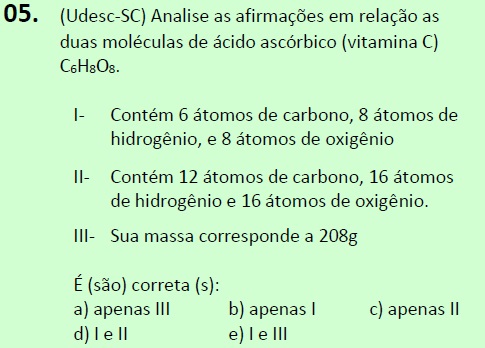 05. (Udesc-SC) Analise as afirmações em relação as
duas moléculas de ácido ascórbico (vitamina C)
C₆H₈O₈.
I- Contém 6 átomos de carbono, 8 átomos de
hidrogênio, e 8 átomos de oxigênio
II- Contém 12 átomos de carbono, 16 átomos
de hidrogênio e 16 átomos de oxigênio.
III- Sua massa corresponde a 208g
É (são) correta (s):
a) apenas III b) apenas I c) apenas II
d) I e II e) I e III